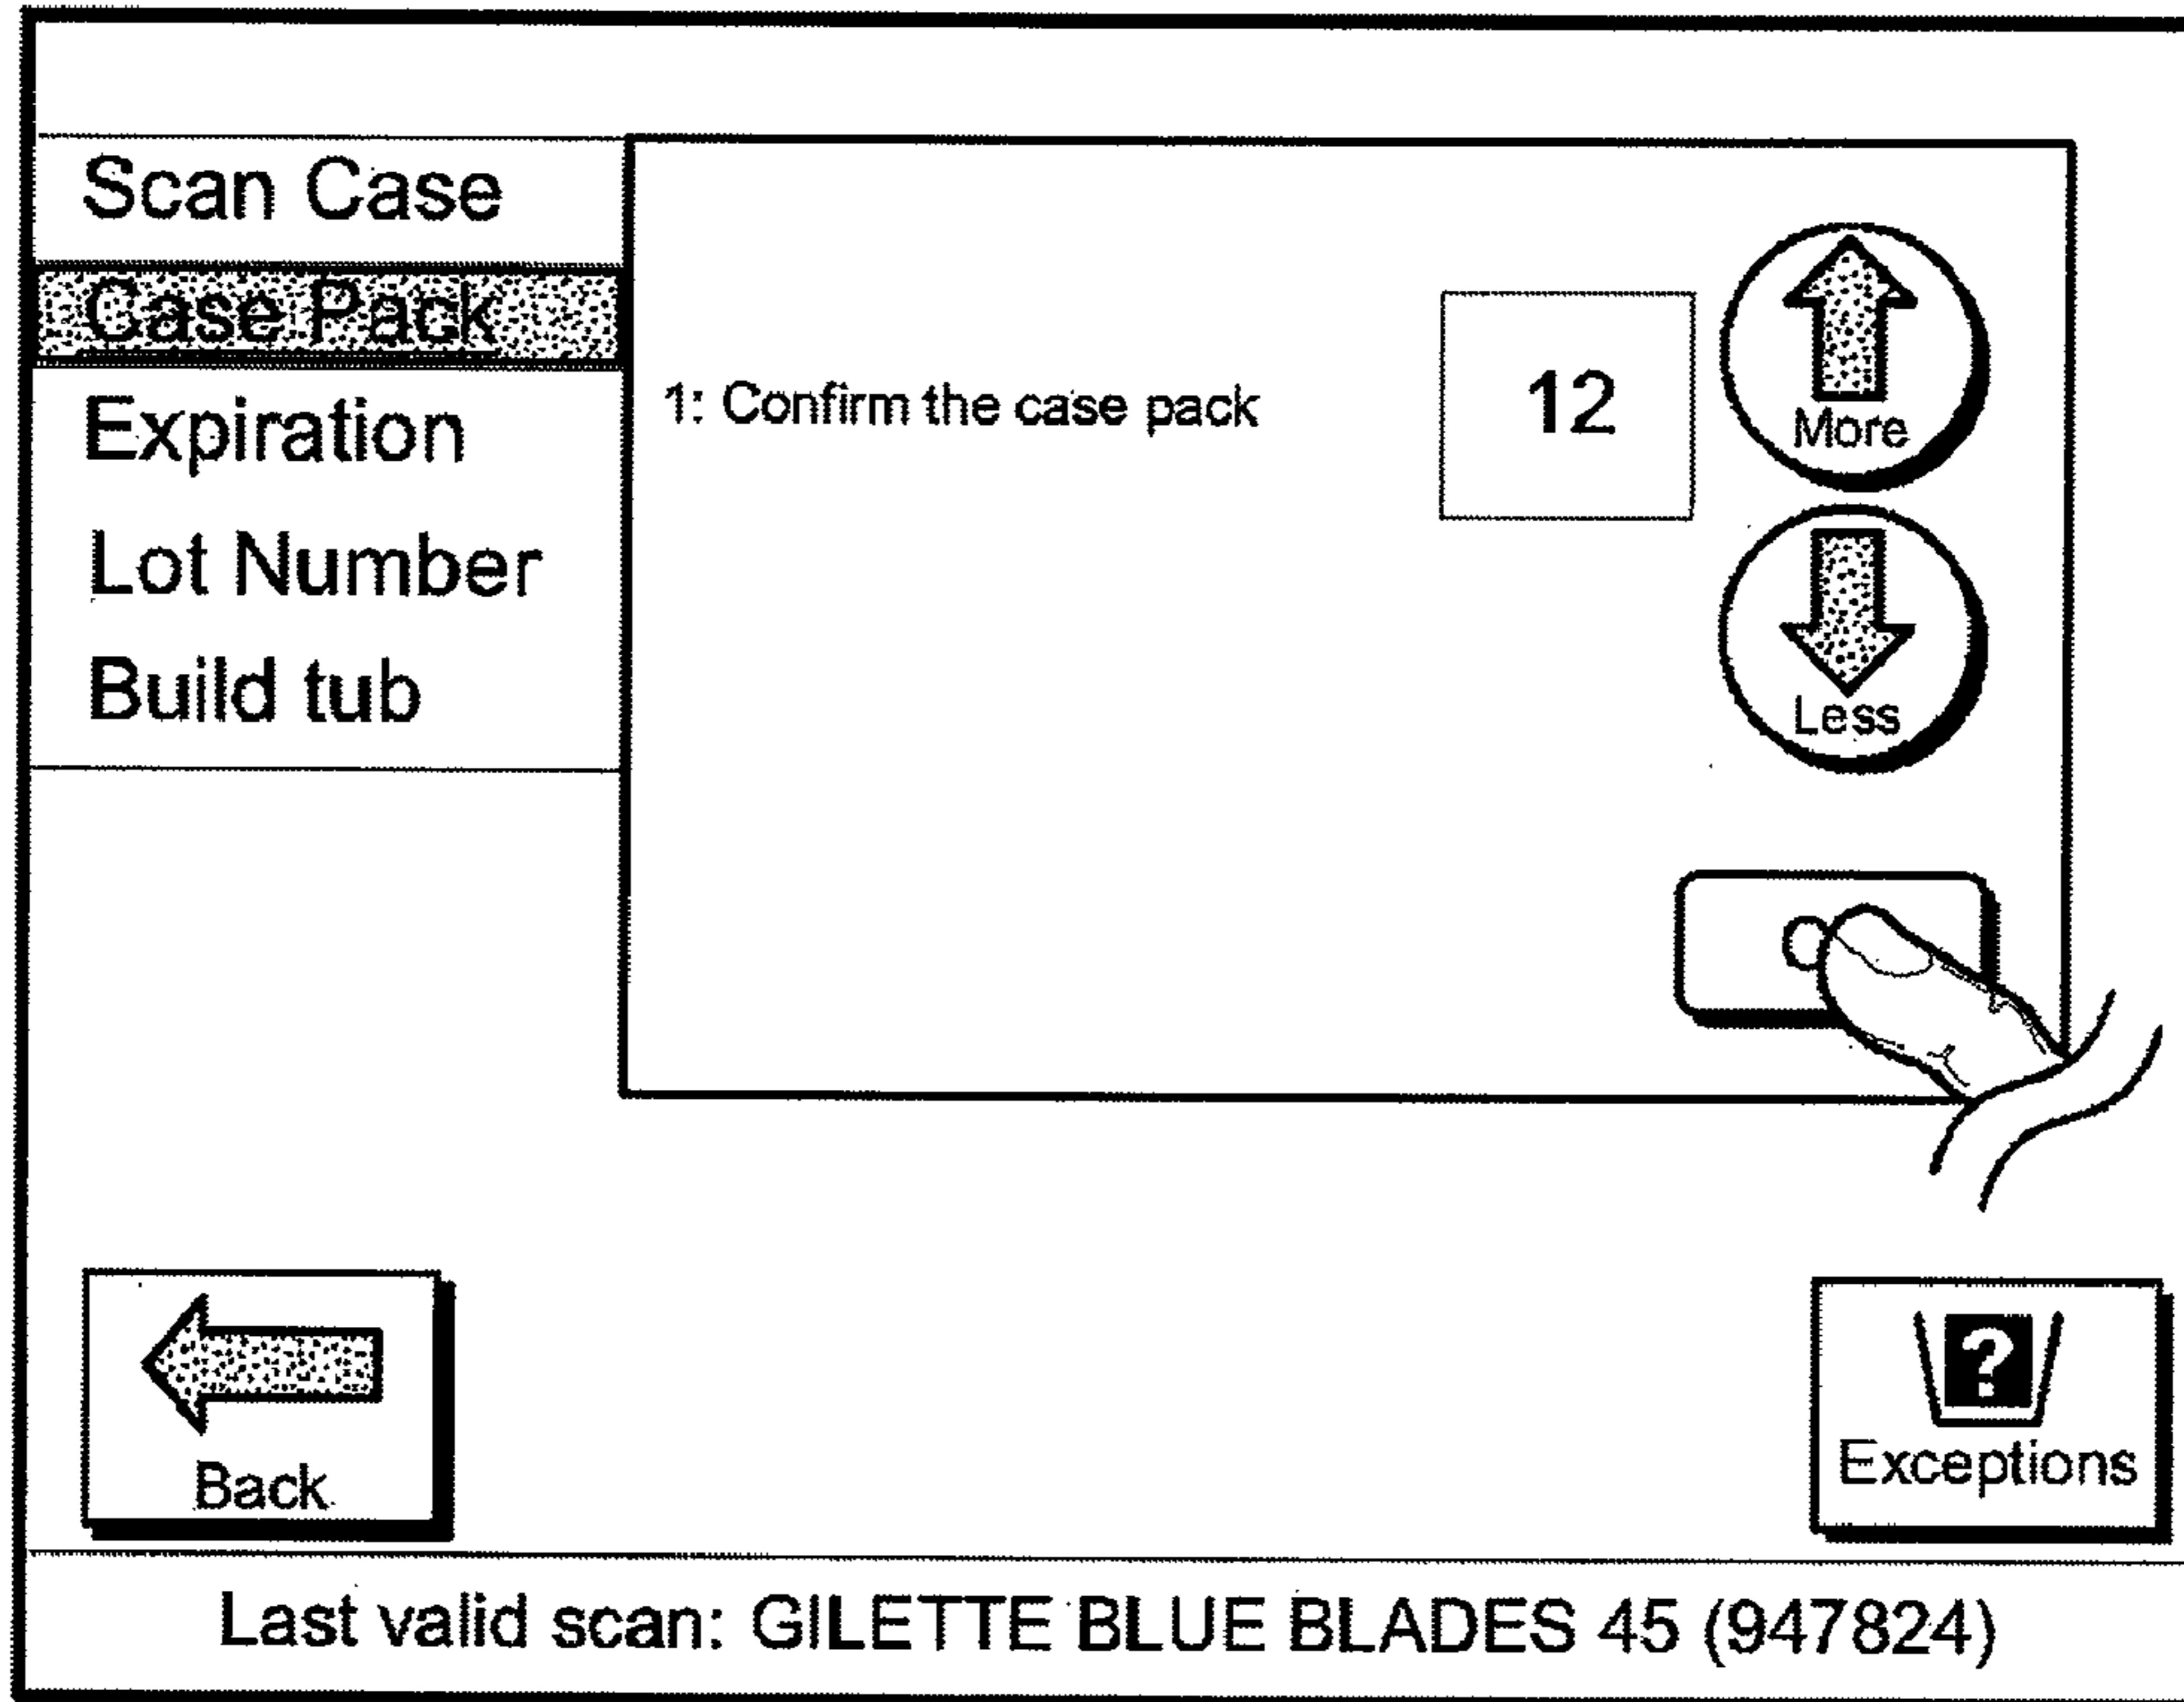 Scan Case
Case Pack
Expiration
Lot Number
Build tub
1: Confirm the case pack
12
More
Less
Back
?
Exceptions
Last valid scan: GILETTE BLUE BLADES 45 (947824)